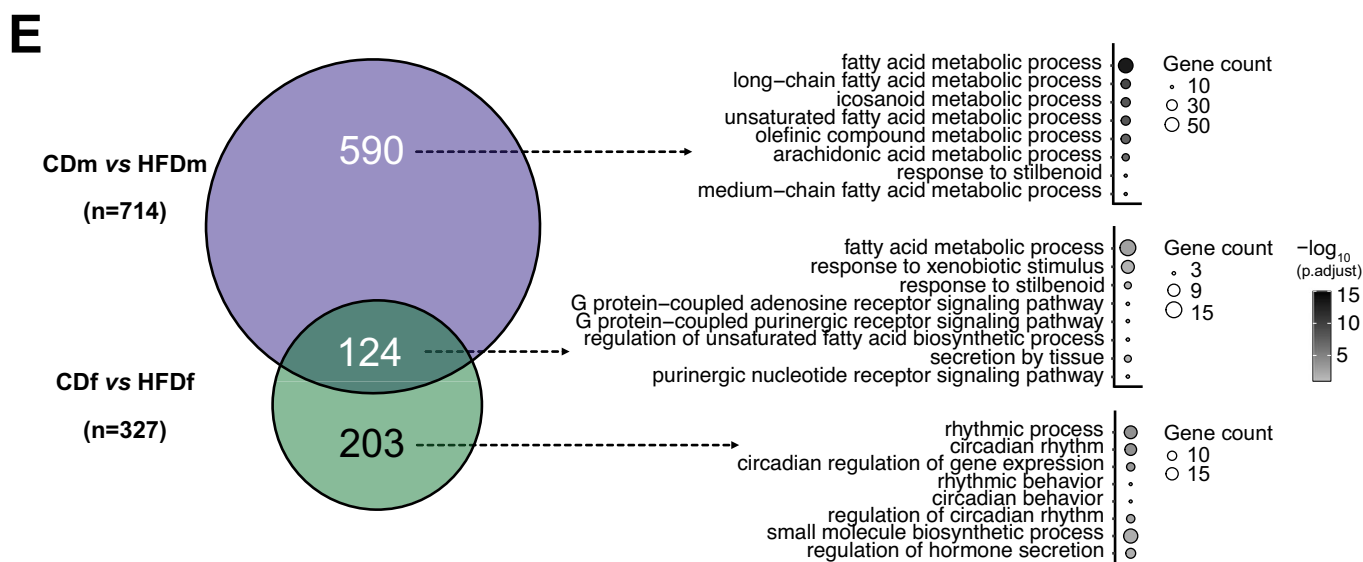 E
CDm vs HFDm
(n=714)
590
124
CDf vs HFDf
(n=327)
203
fatty acid metabolic process
long−chain fatty acid metabolic process
icosanoid metabolic process
unsaturated fatty acid metabolic process
olefinic compound metabolic process
arachidonic acid metabolic process
response to stilbenoid
medium−chain fatty acid metabolic process
Gene count
10
30
50
fatty acid metabolic process
response to xenobiotic stimulus
response to stilbenoid
G protein−coupled adenosine receptor signaling pathway
G protein−coupled purinergic receptor signaling pathway
regulation of unsaturated fatty acid biosynthetic process
secretion by tissue
purinergic nucleotide receptor signaling pathway
Gene count
3
9
15
−log10
(p.adjust)
15
10
5
rhythmic process
circadian rhythm
circadian regulation of gene expression
rhythmic behavior
circadian behavior
regulation of circadian rhythm
small molecule biosynthetic process
regulation of hormone secretion
Gene count
10
15